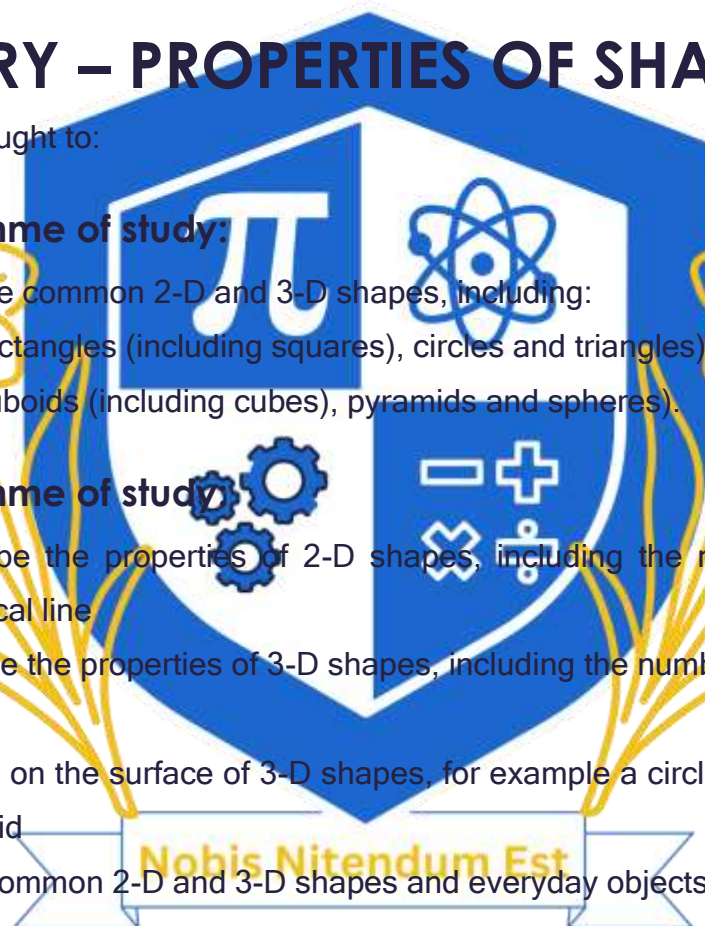 RY – PROPERTIES OF SHA
ught to:
me of study:
e common 2-D and 3-D shapes, including:
ctangles (including squares), circles and triangles)
uboids (including cubes), pyramids and spheres).
me of study
be the properties of 2-D shapes, including the n
cal line
e the properties of 3-D shapes, including the numb
on the surface of 3-D shapes, for example a circl
id
ommon 2-D and 3-D shapes and everyday objects
Nobis Nitendum Est